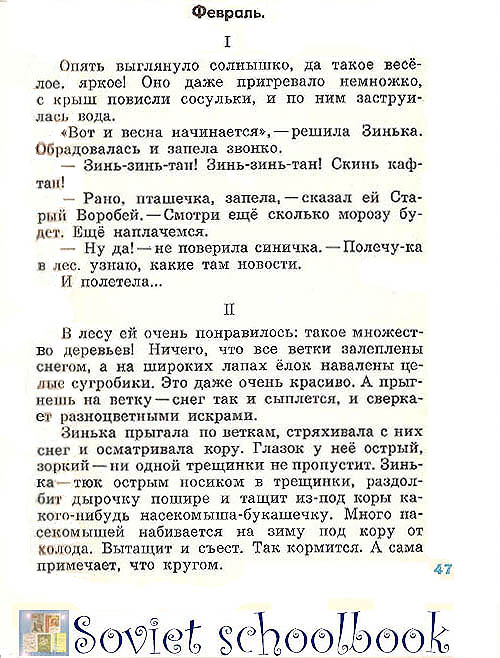 Февраль.
I
Опять выглянуло солнышко, да такое весё-
лое, яркое! Оно даже пригревало немножко,
с крыш повисли сосульки, и по ним заструи-
лась вода.
«Вот и весна начинается»,—решила Зинька.
Обрадовалась и запела звонко.
— Зинь-зинь-тан! Зинь-зинь-тан! Скинь каф-
тан!
— Рано, пташечка, запела,—сказал ей Ста-
рый Воробей.—Смотри ещё сколько морозу бу-
дет. Ещё наплачемся.
— Ну да!—не поверила синичка.—Полечу-ка
в лес. узнаю, какие там новости.
И полетела...
II
В лесу ей очень понравилось: такое множест-
во деревьев! Ничего, что все ветки залеплены
снегом, а на широких лапах ёлок навалены це-
лые сугробики. Это даже очень красиво. А прыг-
нешь на ветку—снег так и сыплется, и сверка-
ет разноцветными искрами.
Зинька прыгала по веткам, стряхивала с них
снег и осматривала кору. Глазок у неё острый,
зоркий—ни одной трещинки не пропустит. Зинь-
ка—тюк острым носиком в трещинки, раздол-
бит дырочку пошире и тащит из-под коры ка-
кого-нибудь насекомыша-букашечку. Много на-
секомышей набивается на зиму под кору от
холода. Вытащит и съест. Так кормится. А сама
примечает, что кругом.
47
Soviet schoolbook